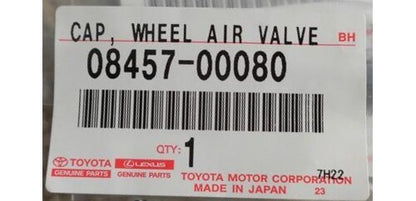 CAP, WHEEL AIR VALVE BH
08457-00080
QTY: 1
TOYOTA LEXUS 7H22
GENUINE PARTS GENUINE PARTS TOYOTA MOTOR CORPORATION
MADE IN JAPAN 23